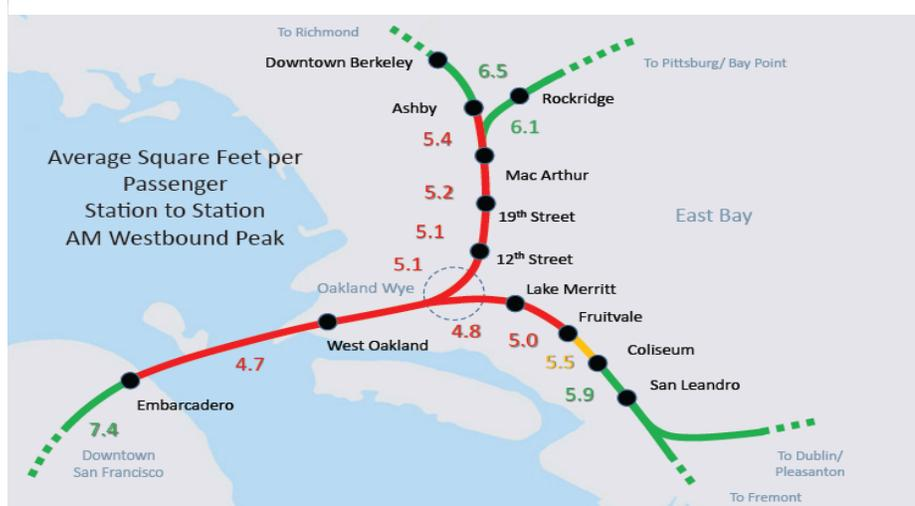 To Richmond
Downtown Berkeley
6.5
To Pittsburg/ Bay Point
Ashby
Rockridge
6.1
5.4
Average Square Feet per
Passenger
Station to Station
AM Westbound Peak
Mac Arthur
5.2
19th Street
East Bay
5.1
12th Street
5.1
Oakland Wye
Lake Merritt
Fruitvale
4.8
5.0
West Oakland
Coliseum
4.7
5.5
San Leandro
5.9
Embarcadero
7.4
Downtown
San Francisco
To Dublin/
Pleasanton
To Fremont